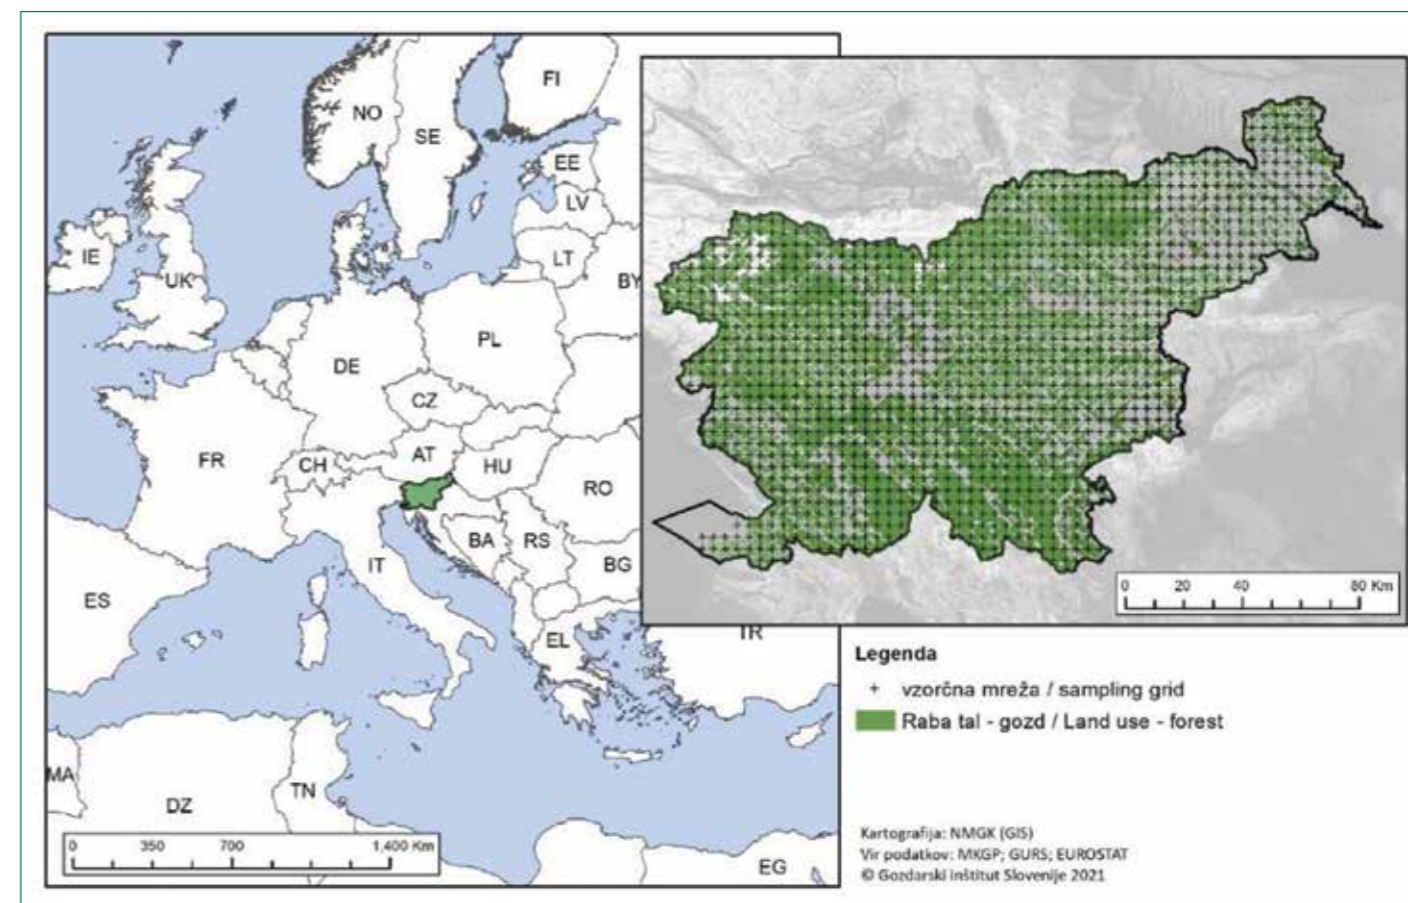 FI
NO
SE
EE
LV
IE
LT
UK
BY
PL
DE
CZ
FR
CH
AT
HU
RO
BA
RS
IT
BG
ES
EL
TR
MA
DZ
TN
EG
0 350 700 1,400 Km
0 20 40 80 Km
Legenda
+ vzorčna mreža / sampling grid
Raba tal - gozd / Land use - forest
Kartografija: NMGK (GIS)
Vir podatkov: MKGP; GURS; EUROSTAT
© Gozdarski inštitut Slovenije 2021